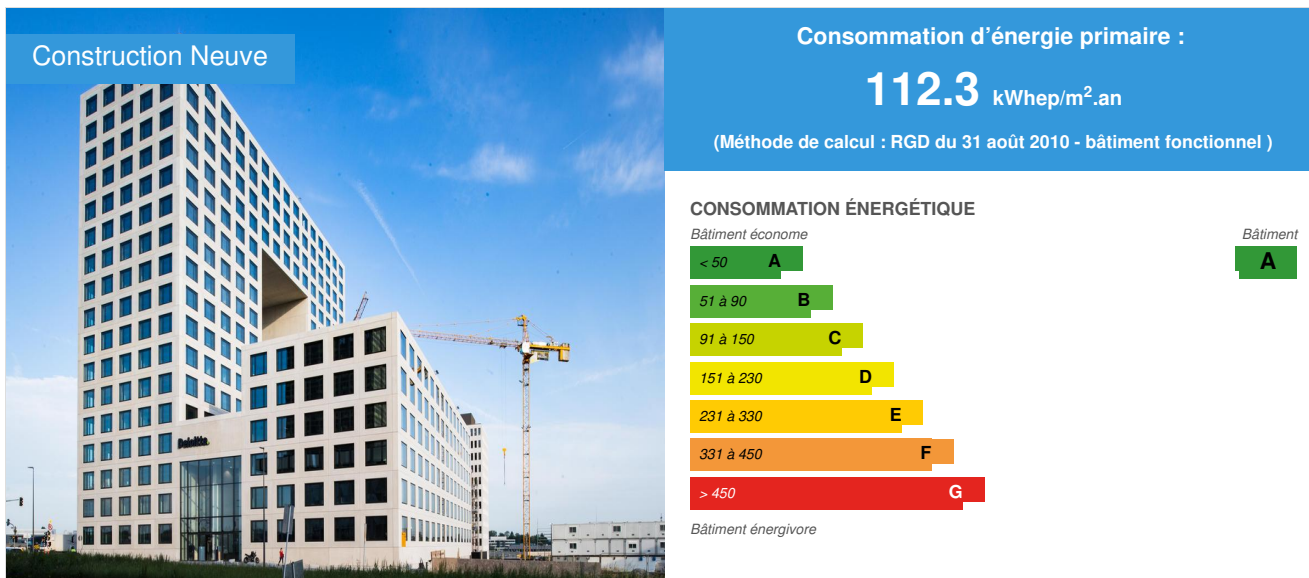 Construction Neuve
Deloitte.
Consommation d'énergie primaire :
112.3 kWhep/m².an
(Méthode de calcul : RGD du 31 août 2010 - bâtiment fonctionnel )
CONSOMMATION ÉNERGÉTIQUE
Bâtiment économe
Bâtiment
< 50 A
A
51 à 90 B
91 à 150 C
151 à 230 D
231 à 330 E
331 à 450 F
> 450 G
Bâtiment énergivore